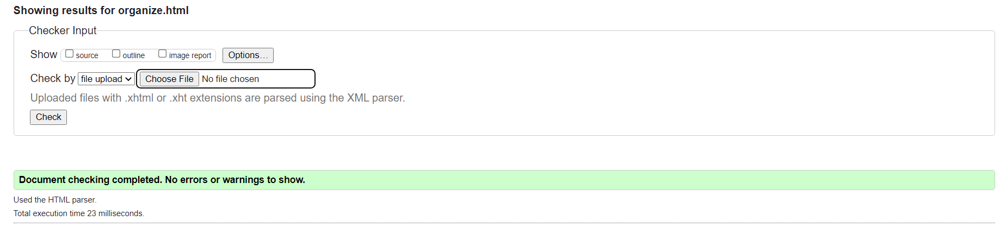 Showing results for organize.html
Checker Input
Show source outline image report Options...
Check by file upload Choose File No file chosen
Uploaded files with .xhtml or .xht extensions are parsed using the XML parser.
Check
Document checking completed. No errors or warnings to show.
Used the HTML parser.
Total execution time 23 milliseconds.